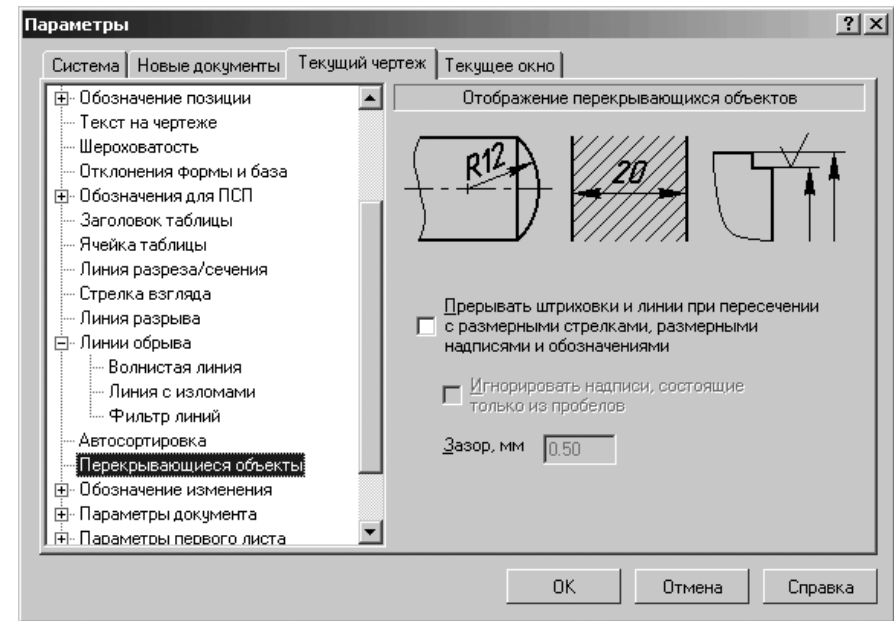 Параметры
Система Новые документы Текущий чертеж Текущее окно
Обозначение позиции
Текст на чертеже
Шероховатость
Отклонения формы и база
Обозначения для ПСП
Заголовок таблицы
Ячейка таблицы
Линия разреза/сечения
Стрелка взгляда
Линия разрыва
Линии обрыва
Волнистая линия
Линия с изломами
Фильтр линий
Автосортировка
Перекрывающиеся объекты
Обозначение изменения
Параметры документа
Параметры первого листа
Отображение перекрывающихся объектов
R12
20
Прерывать штриховки и линии при пересечении
с размерными стрелками, размерными
надписями и обозначениями
Игнорировать надписи, состоящие
только из пробелов
Зазор, мм 0.50
OK Отмена Справка